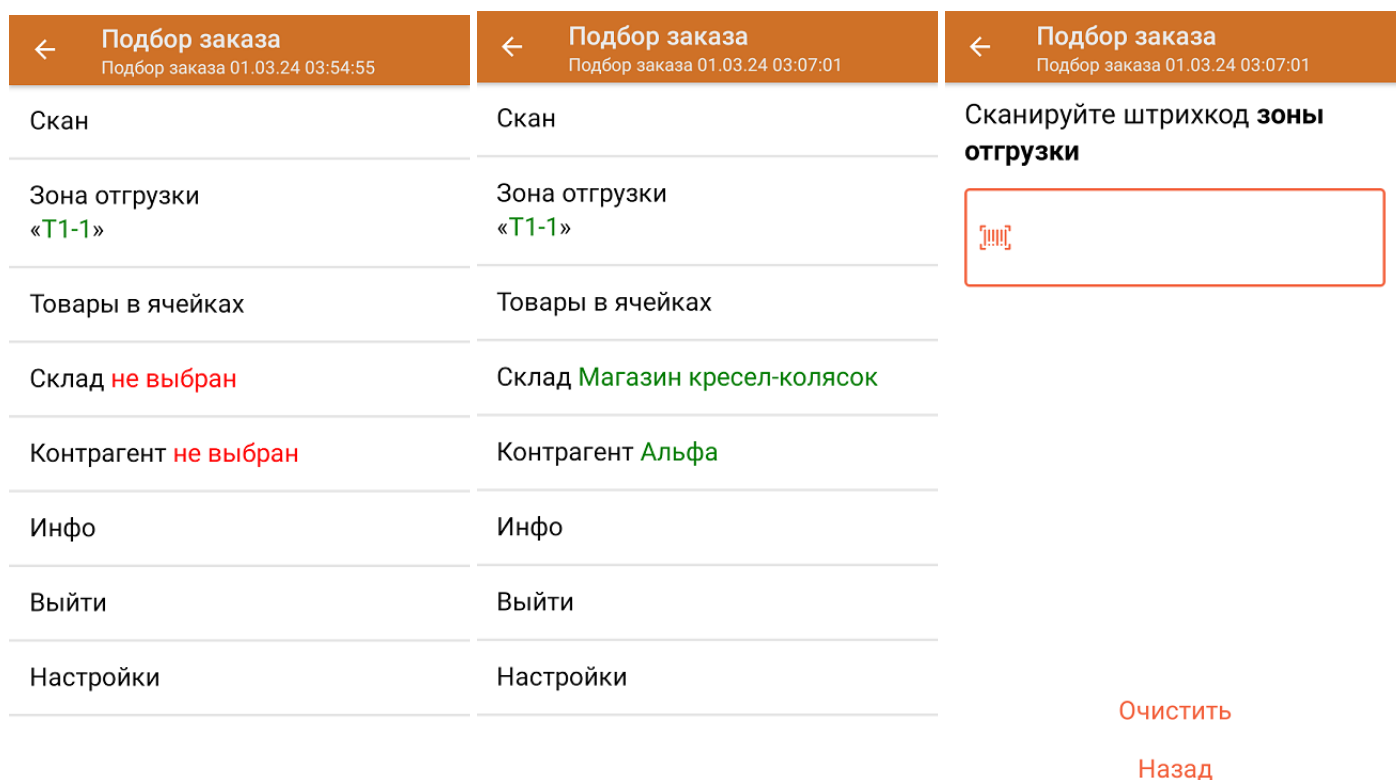 Подбор заказа
Подбор заказа 01.03.24 03:54:55
Скан
Зона отгрузки
«Т1-1»
Товары в ячейках
Склад не выбран
Контрагент не выбран
Инфо
Выйти
Настройки
Подбор заказа
Подбор заказа 01.03.24 03:07:01
Скан
Зона отгрузки
«Т1-1»
Товары в ячейках
Склад Магазин кресел-колясок
Контрагент Альфа
Инфо
Выйти
Настройки
Подбор заказа
Подбор заказа 01.03.24 03:07:01
Сканируйте штрихкод зоны
отгрузки
Очистить
Назад